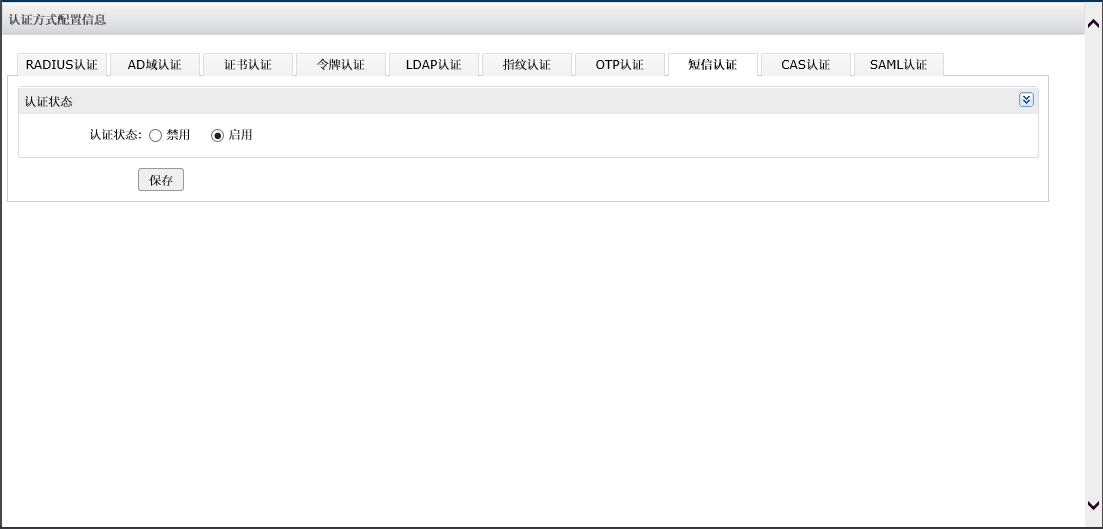 认证方式配置信息
RADIUS认证 AD域认证 证书认证 令牌认证 LDAP认证 指纹认证 OTP认证 短信认证 CAS认证 SAML认证
认证状态
认证状态: 禁用 启用
保存